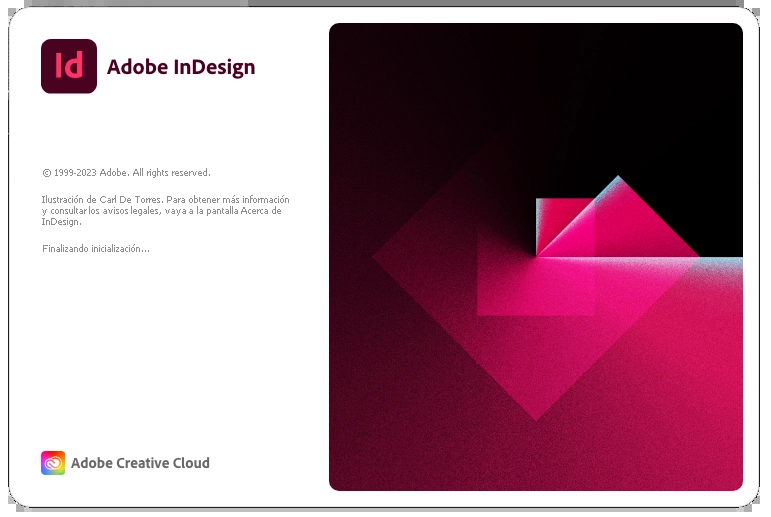 Id
Adobe InDesign
© 1999-2023 Adobe. All rights reserved.
Ilustración de Carl De Torres. Para obtener más información
y consultar los avisos legales, vaya a la pantalla Acerca de
InDesign.
Finalizando inicialización...
Adobe Creative Cloud